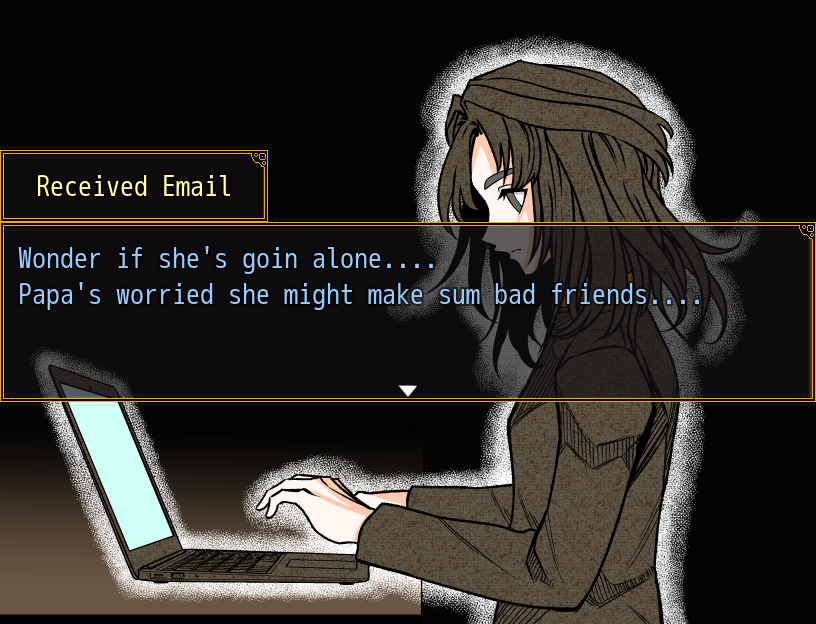 Received Email
Wonder if she's goin alone....
Papa's worried she might make sum bad friends....